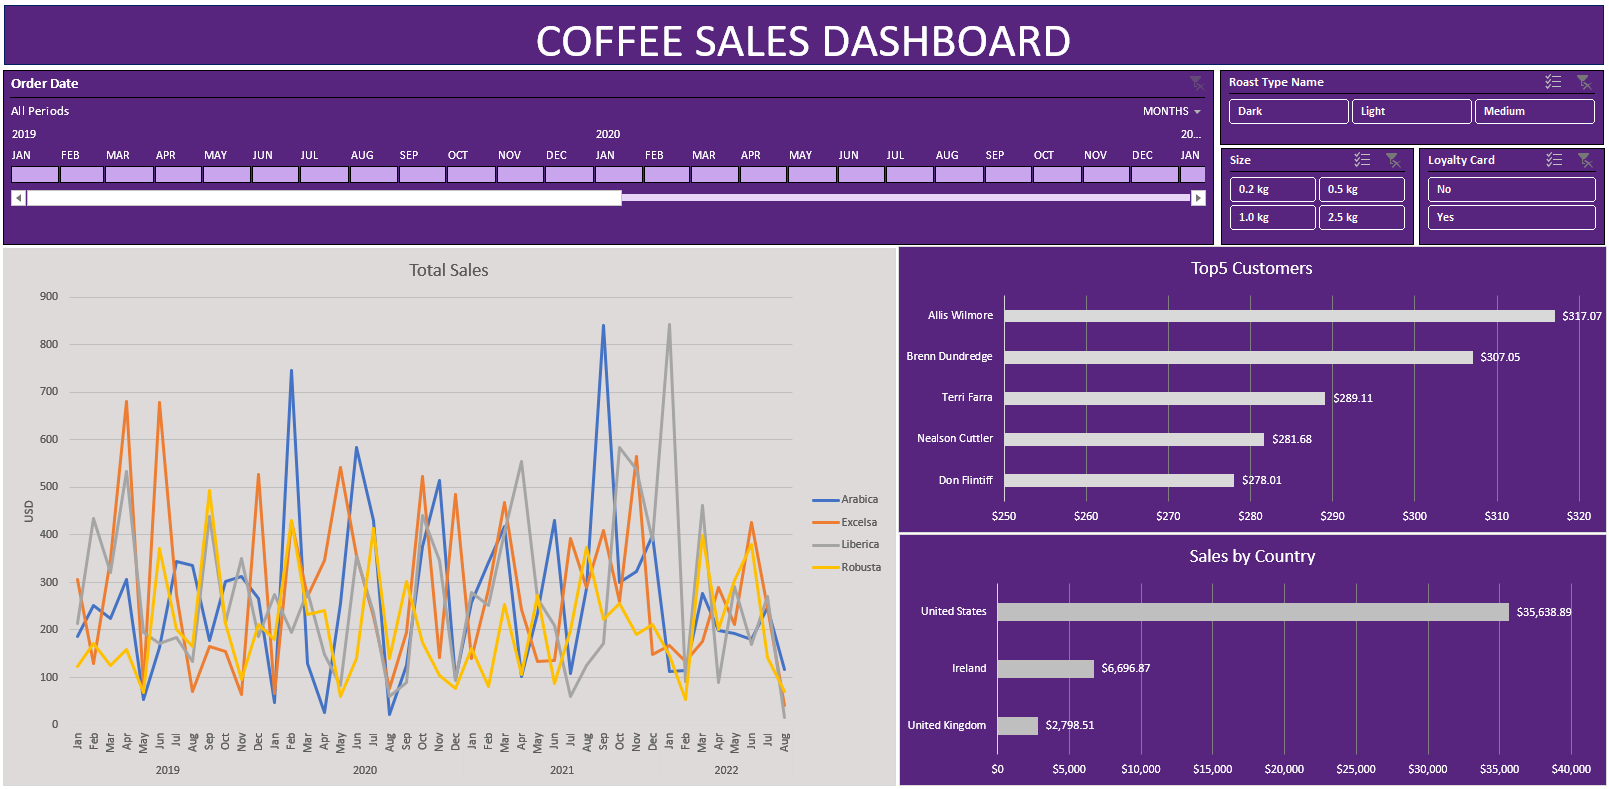 COFFEE SALES DASHBOARD
Order Date
All Periods
MONTHS
2019 2020 20...
JAN FEB MAR APR MAY JUN JUL AUG SEP OCT NOV DEC JAN FEB MAR APR MAY JUN JUL AUG SEP OCT NOV DEC JAN
Roast Type Name
Dark Light Medium
Size
0.2 kg 0.5 kg
1.0 kg 2.5 kg
Loyalty Card
No
Yes
Total Sales
900
800
700
600
500
400
300
200
100
0
USD
Jan Feb Mar Apr May Jun Jul Aug Sep Oct Nov Dec Jan Feb Mar Apr May Jun Jul Aug Sep Oct Nov Dec Jan Feb Mar Apr May Jun Jul Aug Sep Oct Nov Dec Jan Feb Mar Apr May Jun Jul Aug
2019 2020 2021 2022
Arabica
Excelsa
Liberica
Robusta
Top5 Customers
Allis Wilmore $317.07
Brenn Dundredge $307.05
Terri Farra $289.11
Nealson Cuttler $281.68
Don Flintiff $278.01
$250 $260 $270 $280 $290 $300 $310 $320
Sales by Country
United States $35,638.89
Ireland $6,696.87
United Kingdom $2,798.51
$0 $5,000 $10,000 $15,000 $20,000 $25,000 $30,000 $35,000 $40,000